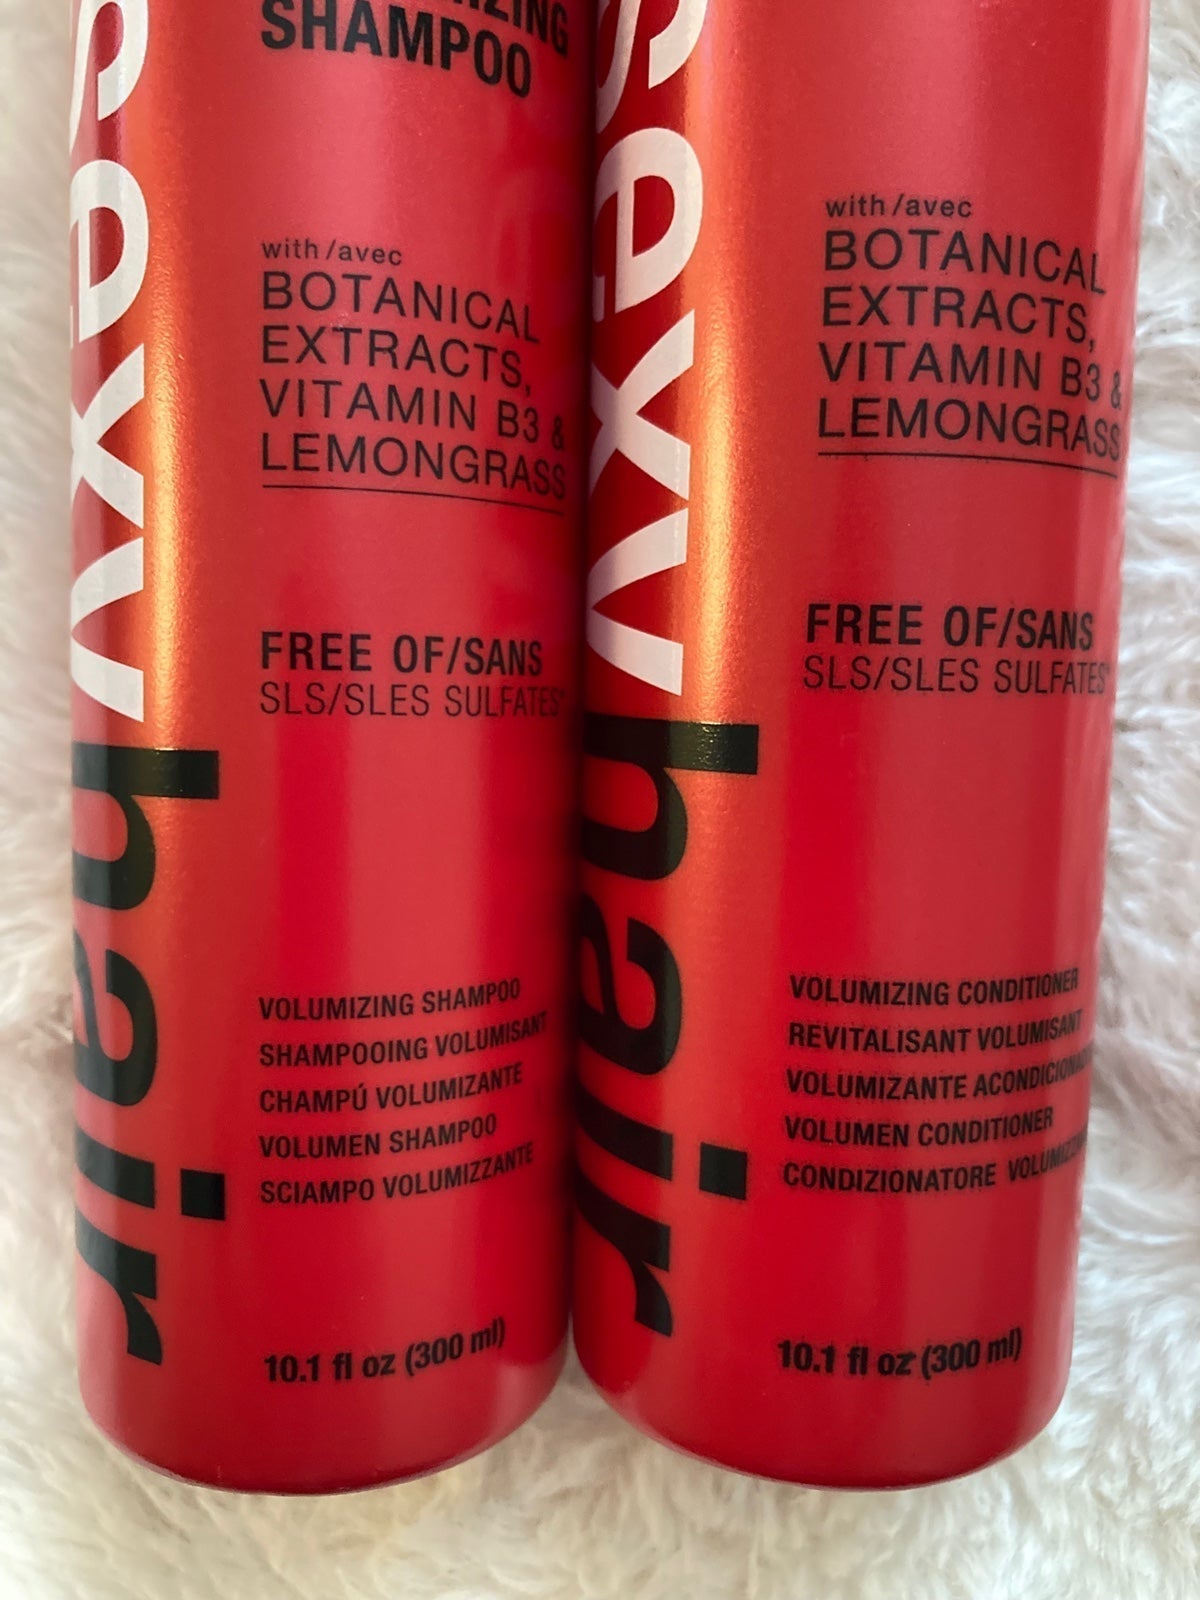 SHAMPOO
with/avec
BOTANICAL
EXTRACTS,
VITAMIN B3 &
LEMONGRASS
FREE OF/SANS
SLS/SLES SULFATES*
VOLUMIZING SHAMPOO
SHAMPOOING VOLUMISANT
CHAMPÚ VOLUMIZANTE
VOLUMEN SHAMPOO
SCIAMPO VOLUMIZZANTE
10.1 fl oz (300 ml)
sexy hair
with/avec
BOTANICAL
EXTRACTS,
VITAMIN B3 &
LEMONGRASS
FREE OF/SANS
SLS/SLES SULFATES*
VOLUMIZING CONDITIONER
REVITALISANT VOLUMISANT
VOLUMIZANTE
VOLUMEN CONDITIONER
CONDIZIONATORE
10.1 fl oz (300 ml)
sexy hair